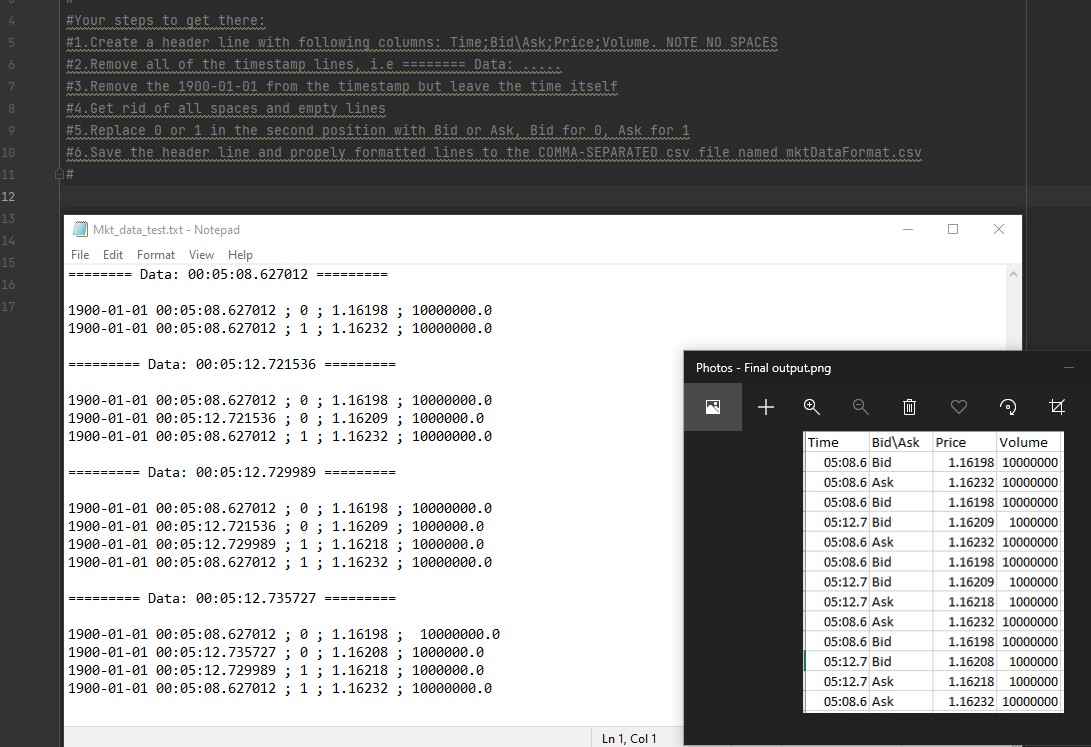 3
#
4
#Your steps to get there:
5
#1.Create a header line with following columns: Time;Bid\Ask;Price;Volume. NOTE NO SPACES
6
#2.Remove all of the timestamp lines, i.e ======== Data: .....
7
#3.Remove the 1900-01-01 from the timestamp but leave the time itself
8
#4.Get rid of all spaces and empty lines
9
#5.Replace 0 or 1 in the second position with Bid or Ask, Bid for 0, Ask for 1
10
#6.Save the header line and propely formatted lines to the COMMA-SEPARATED csv file named mktDataFormat.csv
11
#
12
13
14
15
16
17
Mkt_data_test.txt - Notepad
File Edit Format View Help
======== Data: 00:05:08.627012 =========
1900-01-01 00:05:08.627012 ; 0 ; 1.16198 ; 10000000.0
1900-01-01 00:05:08.627012 ; 1 ; 1.16232 ; 10000000.0
========= Data: 00:05:12.721536 =========
1900-01-01 00:05:08.627012 ; 0 ; 1.16198 ; 10000000.0
1900-01-01 00:05:12.721536 ; 0 ; 1.16209 ; 1000000.0
1900-01-01 00:05:08.627012 ; 1 ; 1.16232 ; 10000000.0
========= Data: 00:05:12.729989 =========
1900-01-01 00:05:08.627012 ; 0 ; 1.16198 ; 10000000.0
1900-01-01 00:05:12.721536 ; 0 ; 1.16209 ; 1000000.0
1900-01-01 00:05:12.729989 ; 1 ; 1.16218 ; 1000000.0
1900-01-01 00:05:08.627012 ; 1 ; 1.16232 ; 10000000.0
========= Data: 00:05:12.735727 =========
1900-01-01 00:05:08.627012 ; 0 ; 1.16198 ;  10000000.0
1900-01-01 00:05:12.735727 ; 0 ; 1.16208 ; 1000000.0
1900-01-01 00:05:12.729989 ; 1 ; 1.16218 ; 1000000.0
1900-01-01 00:05:08.627012 ; 1 ; 1.16232 ; 10000000.0
Ln 1, Col 1
Photos - Final output.png
Time Bid\Ask Price Volume
05:08.6 Bid 1.16198 10000000
05:08.6 Ask 1.16232 10000000
05:08.6 Bid 1.16198 10000000
05:12.7 Bid 1.16209 1000000
05:08.6 Ask 1.16232 10000000
05:08.6 Bid 1.16198 10000000
05:12.7 Bid 1.16209 1000000
05:12.7 Ask 1.16218 1000000
05:08.6 Ask 1.16232 10000000
05:08.6 Bid 1.16198 10000000
05:12.7 Bid 1.16208 1000000
05:12.7 Ask 1.16218 1000000
05:08.6 Ask 1.16232 10000000